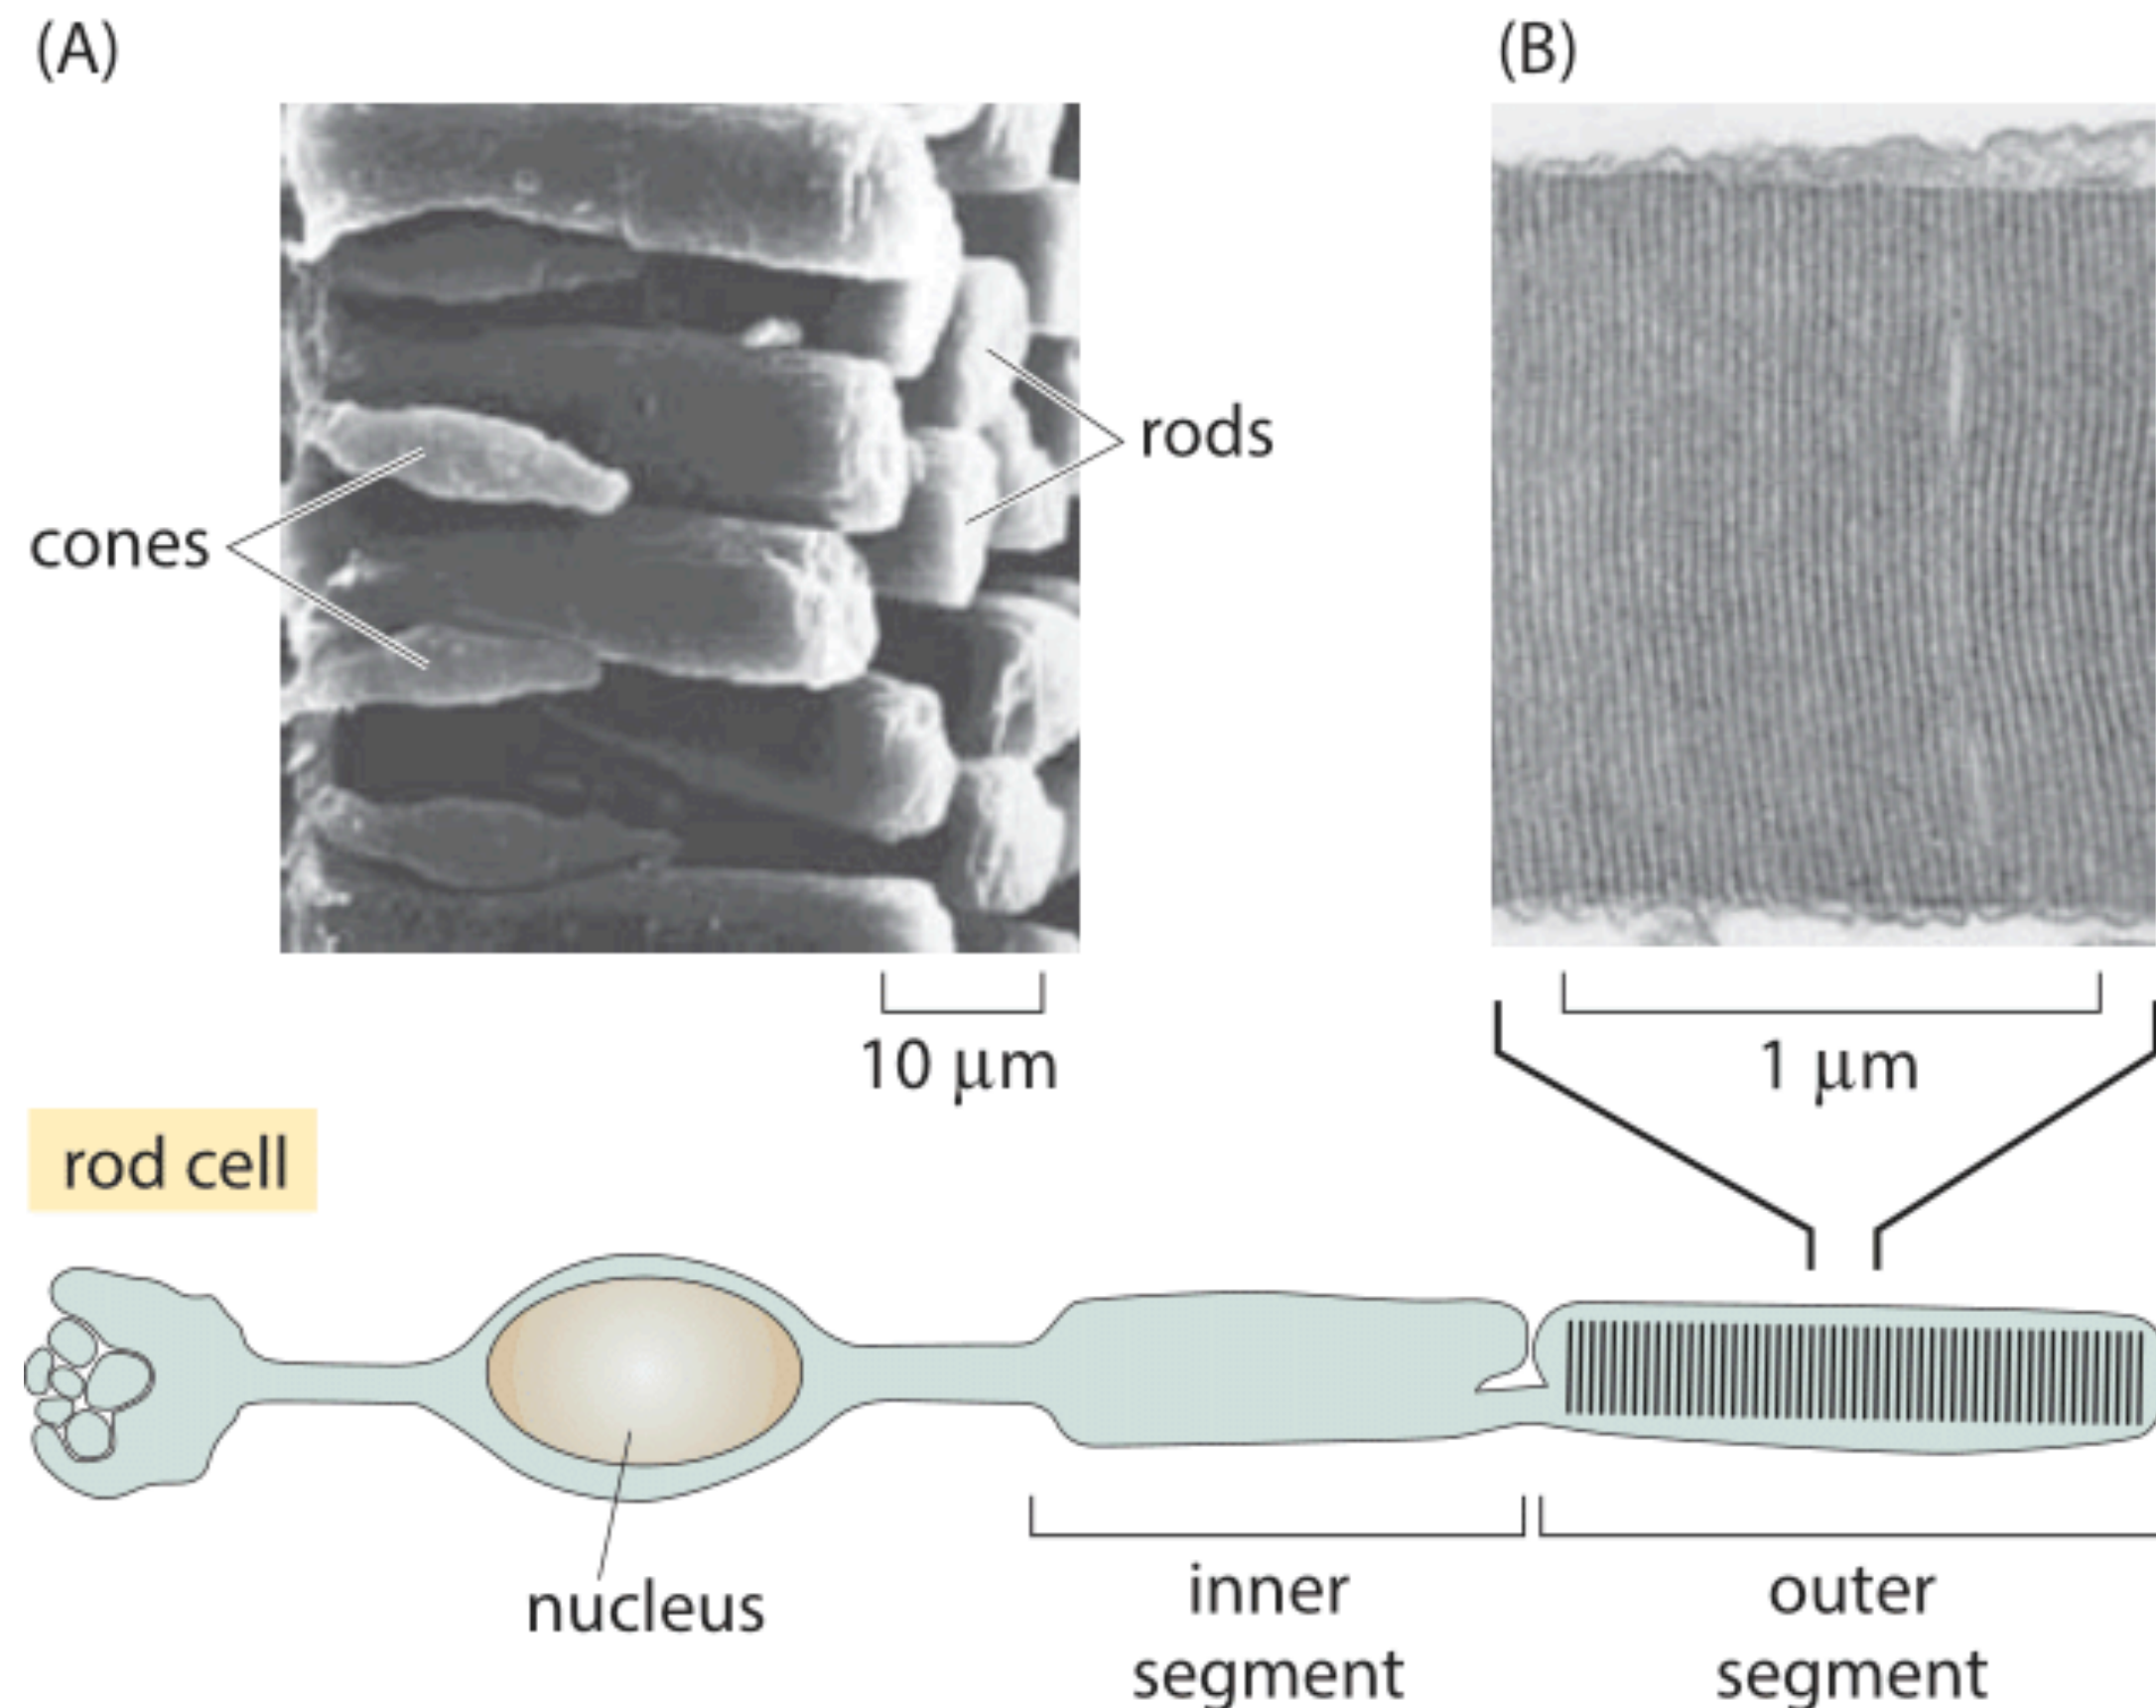 (A)
(B)
rods
cones
10 μm
1 μm
rod cell
nucleus
inner
segment
outer
segment